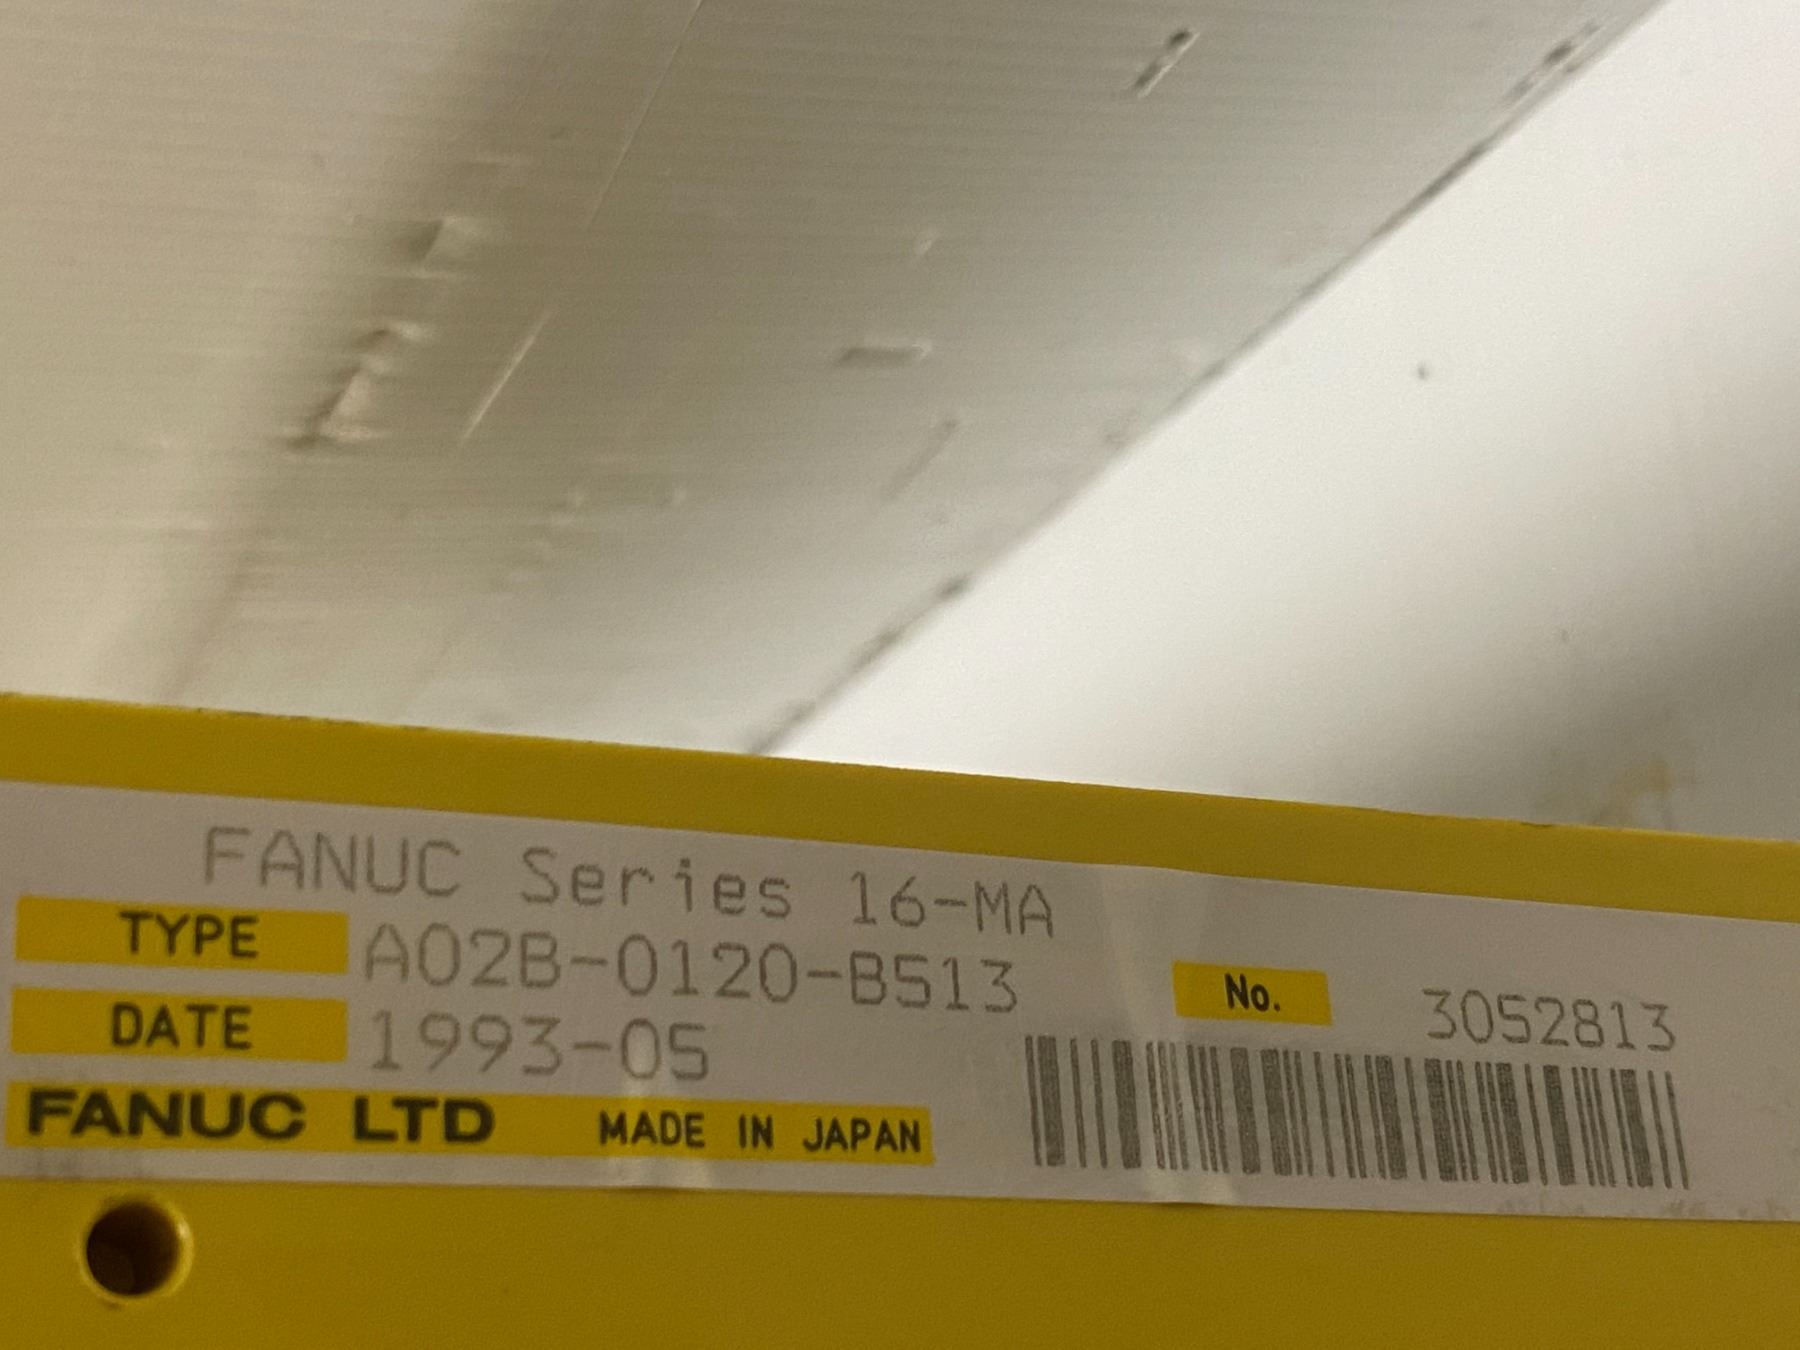 FANUC Series 16-MA
TYPE A02B-0120-B513
No. 3052813
DATE 1993-05
FANUC LTD MADE IN JAPAN